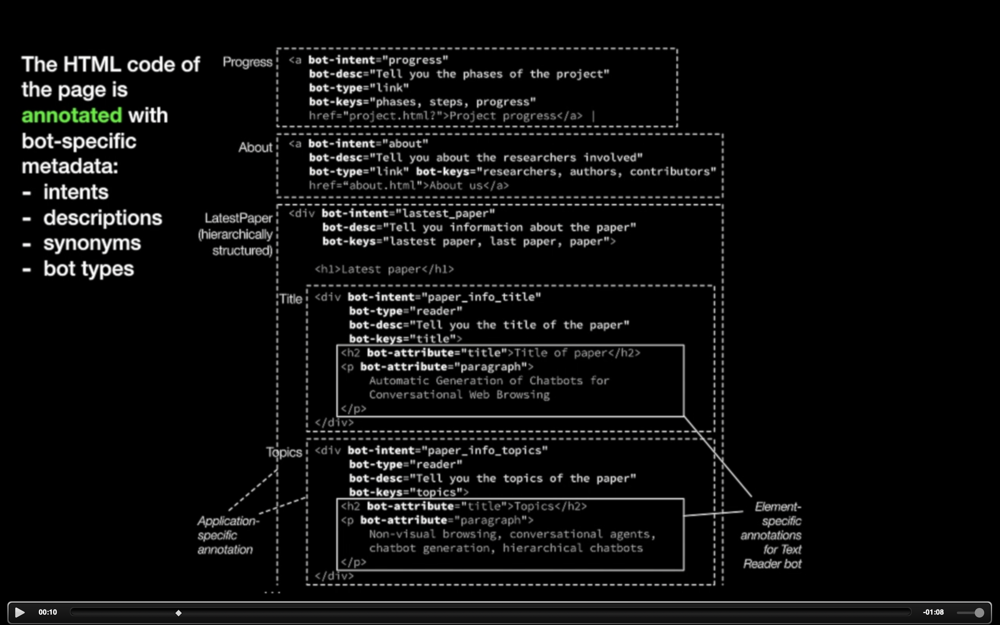 The HTML code of
the page is
annotated with
bot-specific
metadata:
- intents
- descriptions
- synonyms
- bot types
Progress
<a bot-intent="progress"
bot-desc="Tell you the phases of the project"
bot-type="link"
bot-keys="phases, steps, progress"
href="project.html?">Project progress</a> |
About
<a bot-intent="about"
bot-desc="Tell you about the researchers involved"
bot-type="link" bot-keys="researchers, authors, contributors"
href=“about.html">About us</a>
LatestPaper
(hierarchically
structured)
<div bot-intent="lastest_paper"
bot-desc="Tell you information about the paper"
bot-keys="lastest paper, last paper, paper">
<h1>Latest paper</h1>
Title
<div bot-intent="paper_info_title"
bot-type="reader"
bot-desc="Tell you the title of the paper"
bot-keys="title">
<h2 bot-attribute="title">Title of paper</h2>
<p bot-attribute="paragraph">
Automatic Generation of Chatbots for
Conversational Web Browsing
</p>
</div>
Topics
<div bot-intent="paper_info_topics"
bot-type="reader"
bot-desc="Tell you the topics of the paper"
bot-keys="topics">
<h2 bot-attribute="title">Topics</h2>
<p bot-attribute="paragraph">
Non-visual browsing, conversational agents,
chatbot generation, hierarchical chatbots
</p>
</div>
...
Application-
specific
annotation
Element-
specific
annotations
for Text
Reader bot
00:10
-01:08